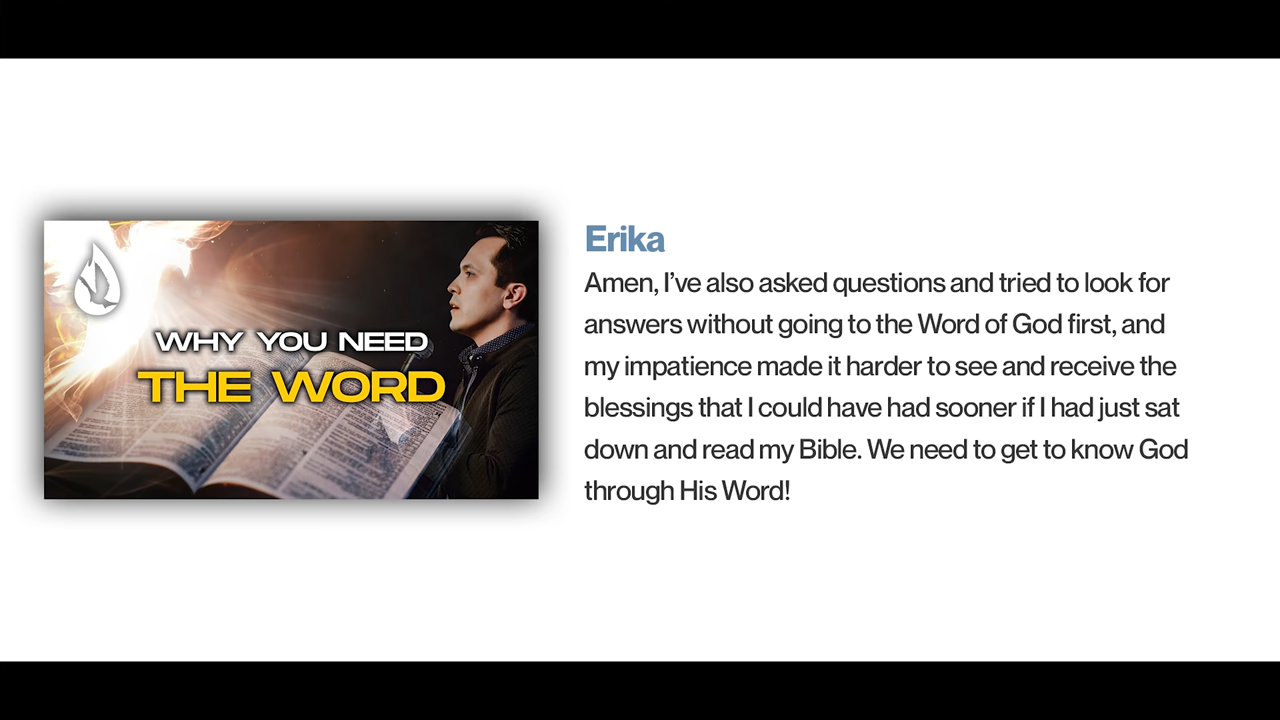 WHY YOU NEED
THE WORD
Erika
Amen, I’ve also asked questions and tried to look for
answers without going to the Word of God first, and
my impatience made it harder to see and receive the
blessings that I could have had sooner if I had just sat
down and read my Bible. We need to get to know God
through His Word!